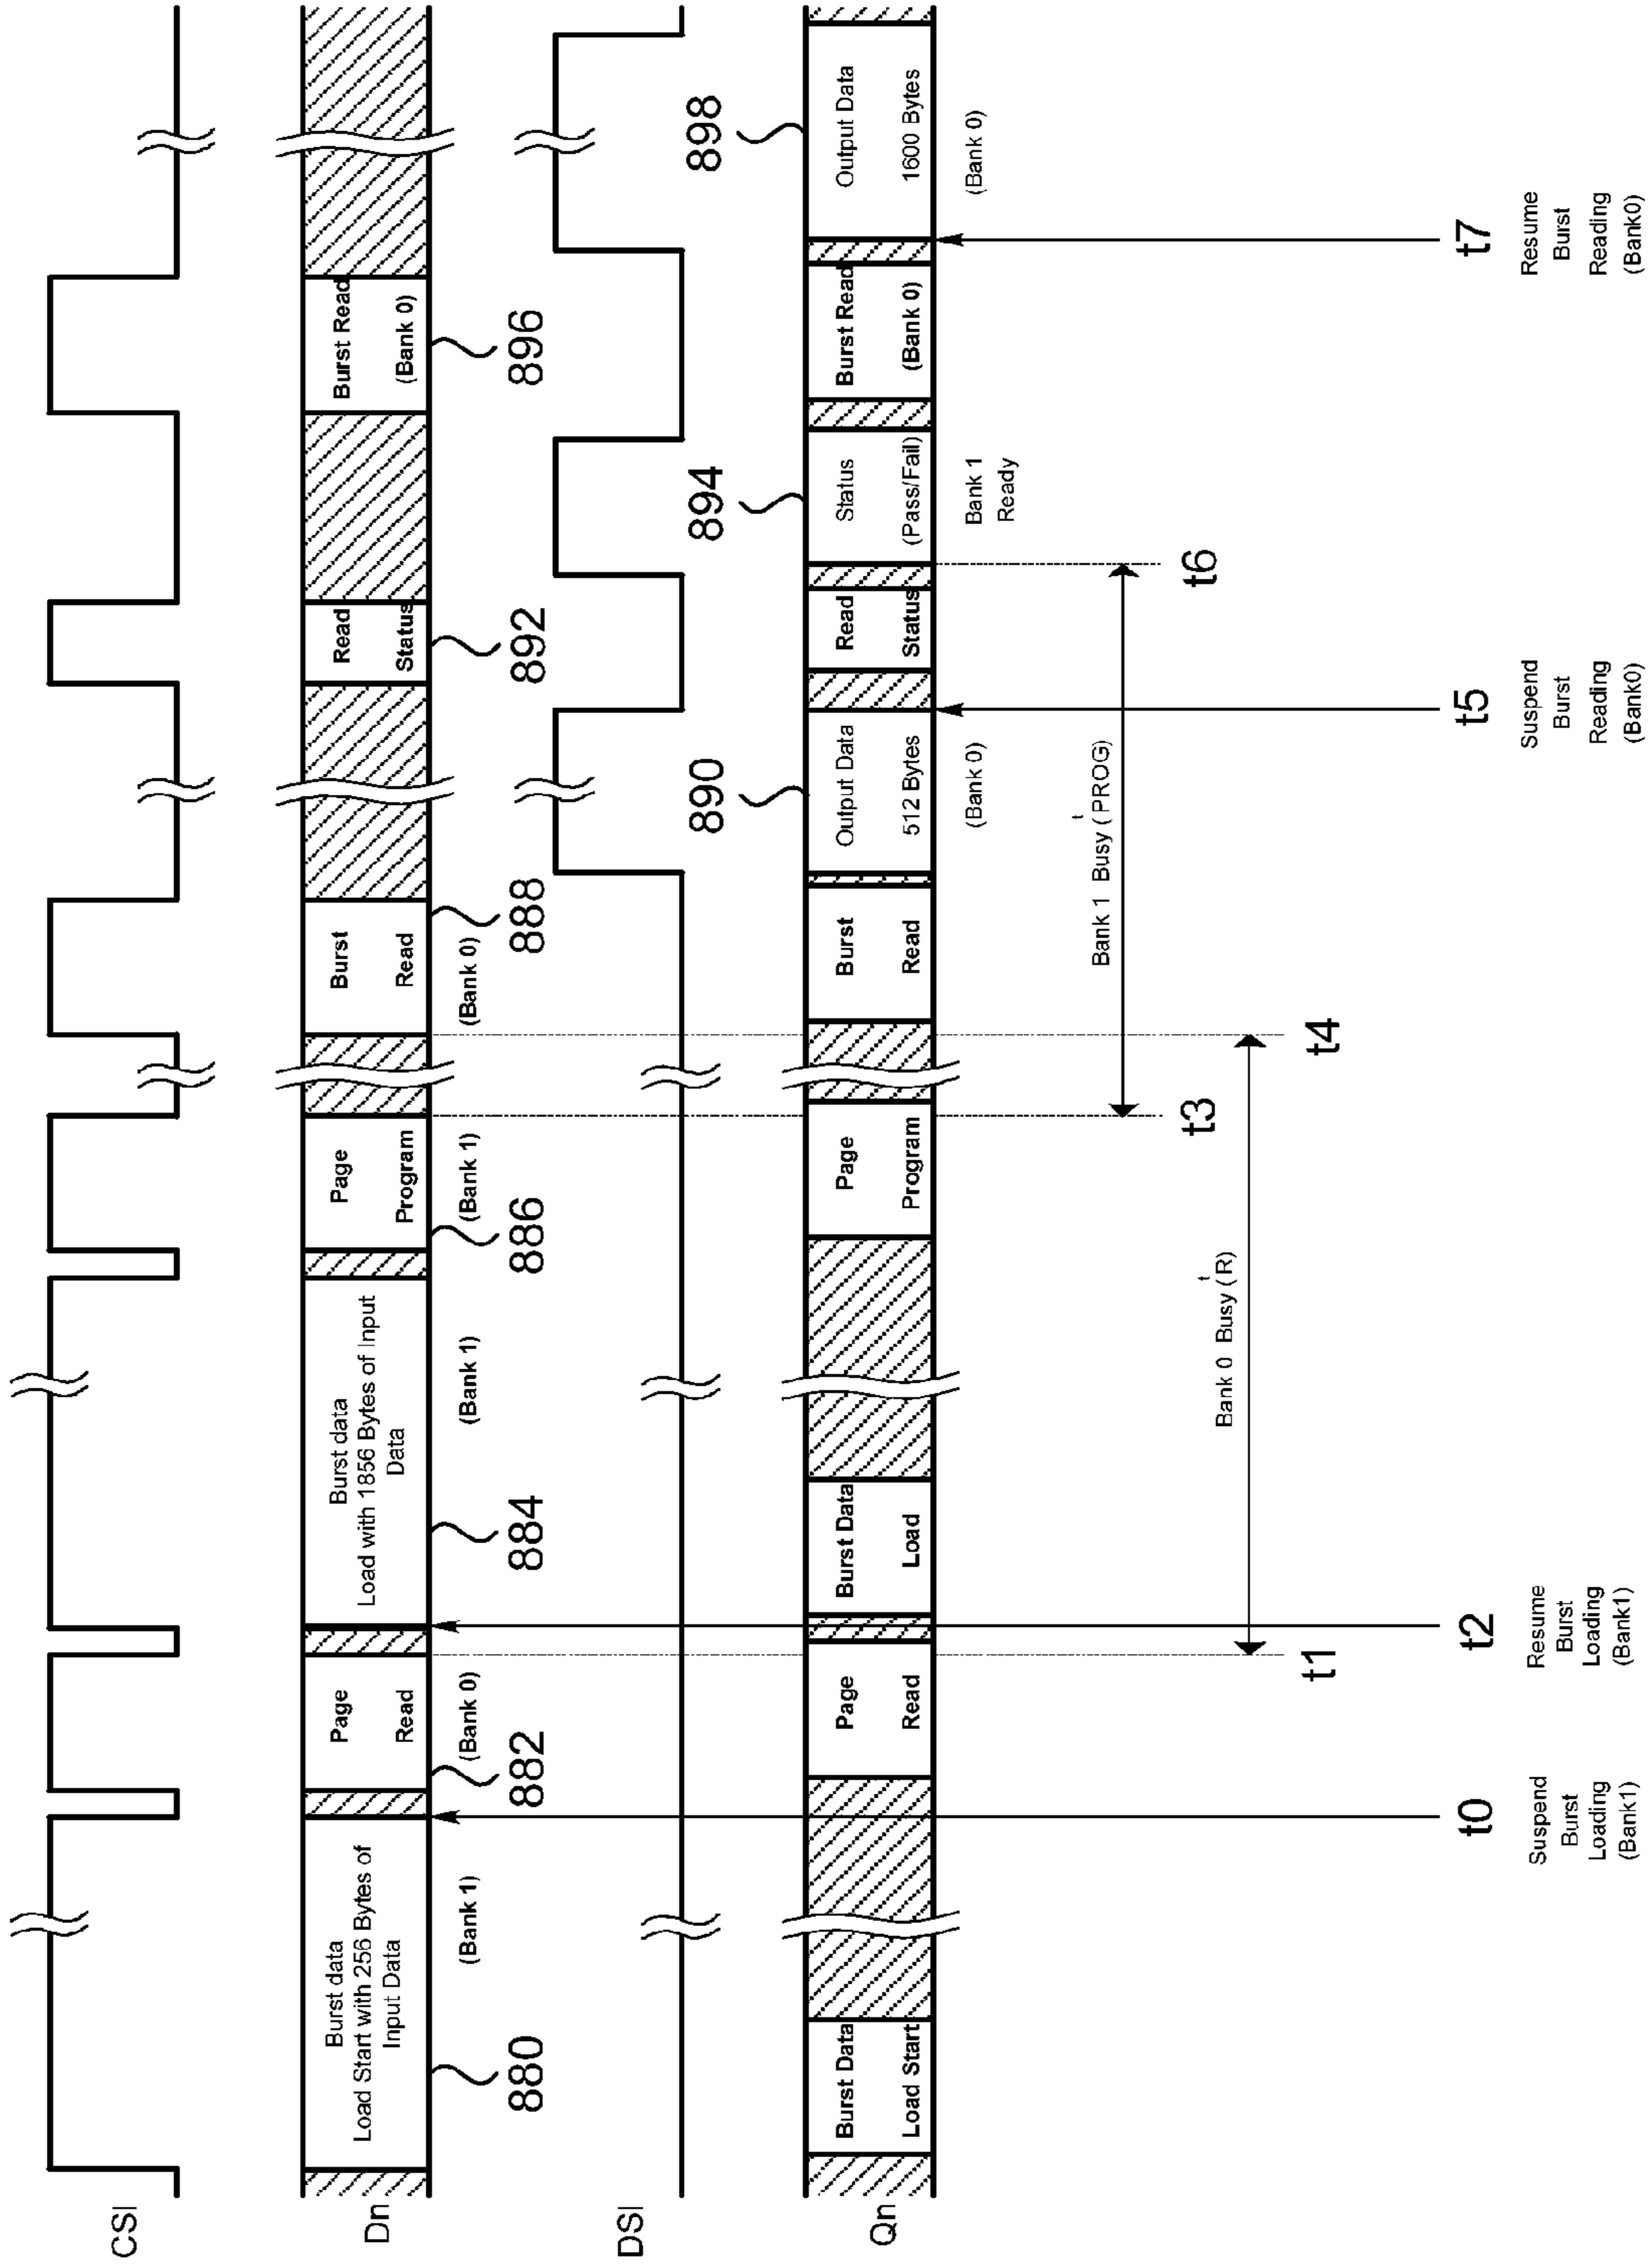 CSI
Dn
Burst data
Load Start with 256 Bytes of
Input Data
(Bank 1)
880
Page
Read
(Bank 0)
882
Burst data
Load with 1856 Bytes of Input
Data
(Bank 1)
884
Page
Program
(Bank 1)
886
Burst
Read
(Bank 0)
888
Read
Status
892
Burst Read
(Bank 0)
896
DSI
Qn
Burst Data
Load Start
Page
Read
Burst Data
Load
Page
Program
Burst
Read
Output Data
512 Bytes
(Bank 0)
890
Read
Status
Status
(Pass/Fail)
Bank 1
Ready
894
Burst Read
(Bank 0)
Output Data
1600 Bytes
(Bank 0)
898
Bank 1 Busy (tPROG)
t3
t6
Bank 0 Busy (tR)
t1
t4
t0
Suspend
Burst
Loading
(Bank1)
t2
Resume
Burst
Loading
(Bank1)
t5
Suspend
Burst
Reading
(Bank0)
t7
Resume
Burst
Reading
(Bank0)